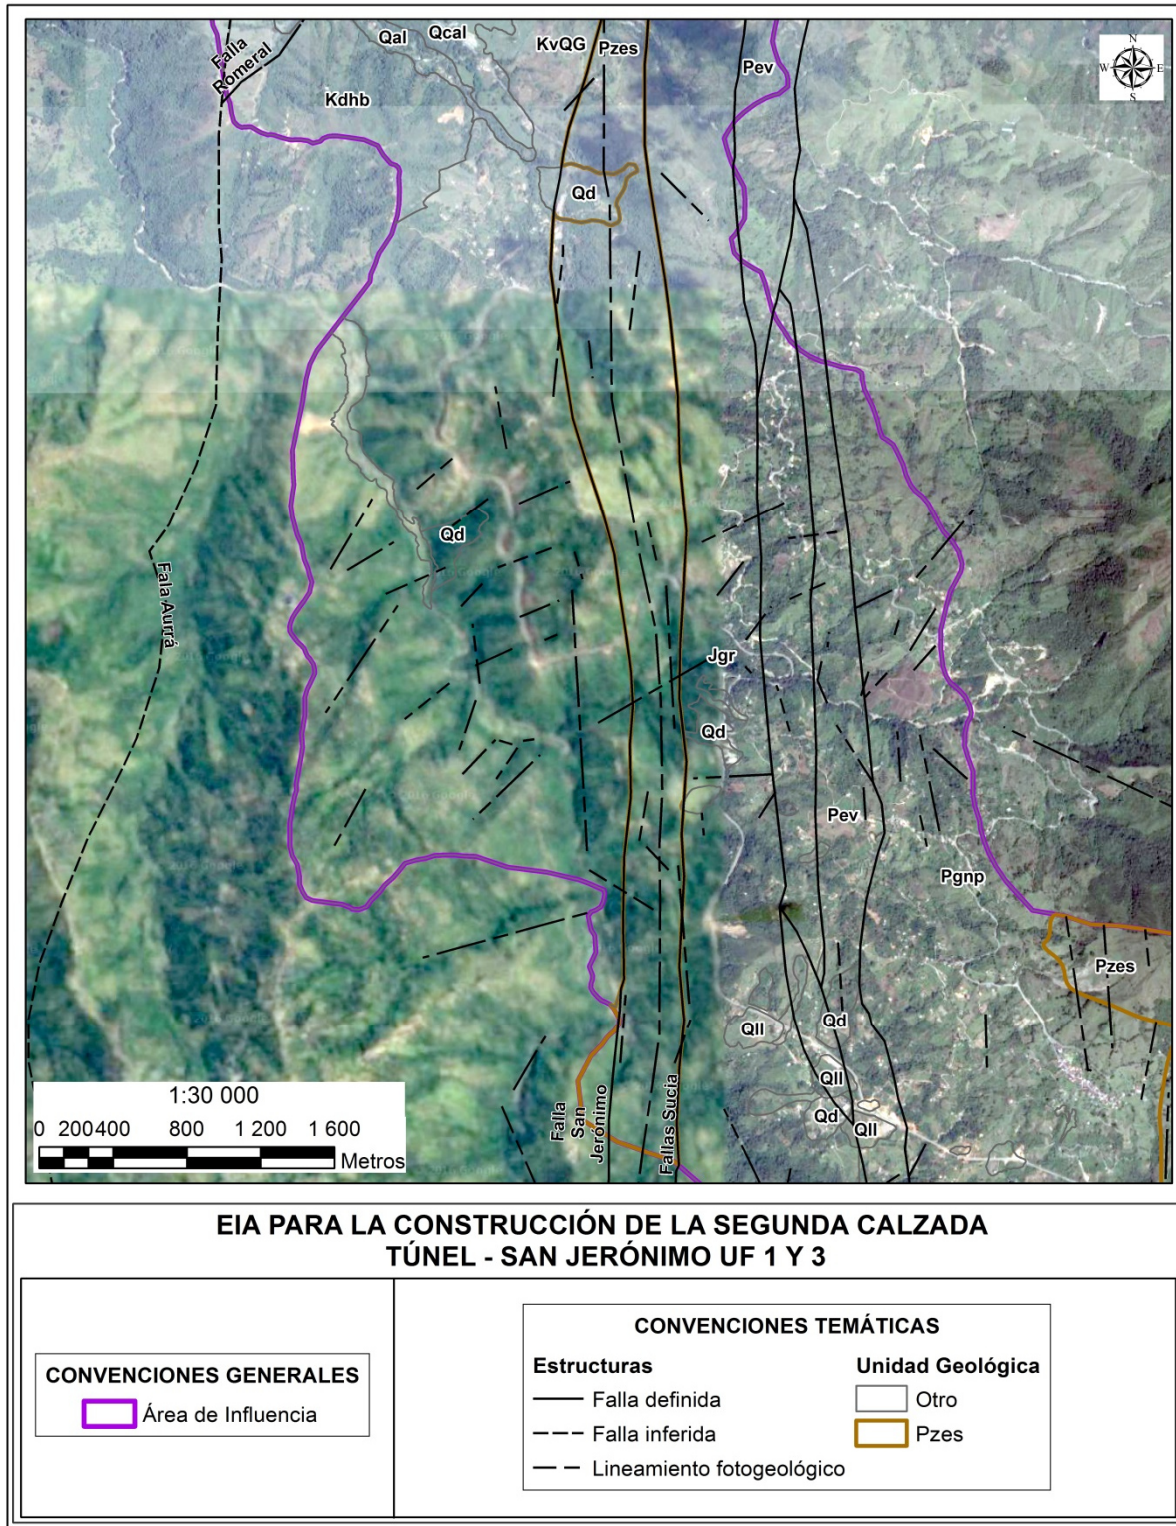 Falla
Romeral
Qal
Qcal
KvQG
Pzes
Pev
N
W
E
S
Kdhb
Qd
Qd
Fala Aurrá
Jgr
Qd
Pev
Pgnp
Pzes
Qll
Qd
Qll
Qd
Qll
Falla
San
Jerónimo
Fallas Sucia
1:30 000
0 200 400 800 1 200 1 600
Metros
EIA PARA LA CONSTRUCCIÓN DE LA SEGUNDA CALZADA
TÚNEL - SAN JERÓNIMO UF 1 Y 3
CONVENCIONES GENERALES
Área de Influencia
CONVENCIONES TEMÁTICAS
Estructuras
Falla definida
Falla inferida
Lineamiento fotogeológico
Unidad Geológica
Otro
Pzes